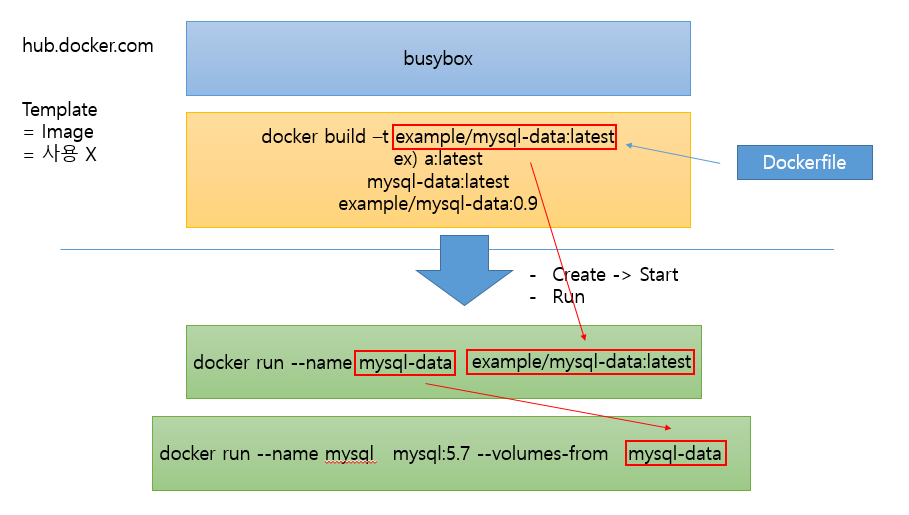 hub.docker.com
busybox
Template
= Image
= 사용 X
docker build –t example/mysql-data:latest
ex) a:latest
mysql-data:latest
example/mysql-data:0.9
Dockerfile
- Create -> Start
- Run
docker run --name mysql-data example/mysql-data:latest
docker run --name mysql mysql:5.7 --volumes-from mysql-data